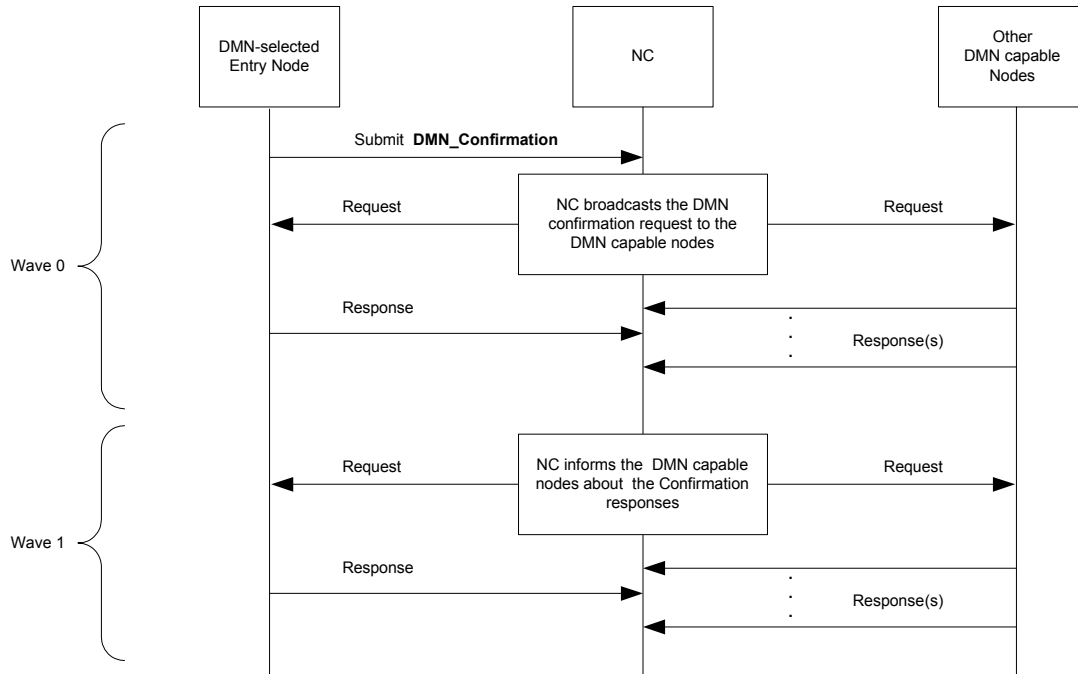 DMN-selected
Entry Node
NC
Other
DMN capable
Nodes
Submit DMN_Confirmation
Wave 0
Request
NC broadcasts the DMN
confirmation request to the
DMN capable nodes
Request
Response
Response(s)
Wave 1
Request
NC informs the DMN capable
nodes about the Confirmation
responses
Request
Response
Response(s)